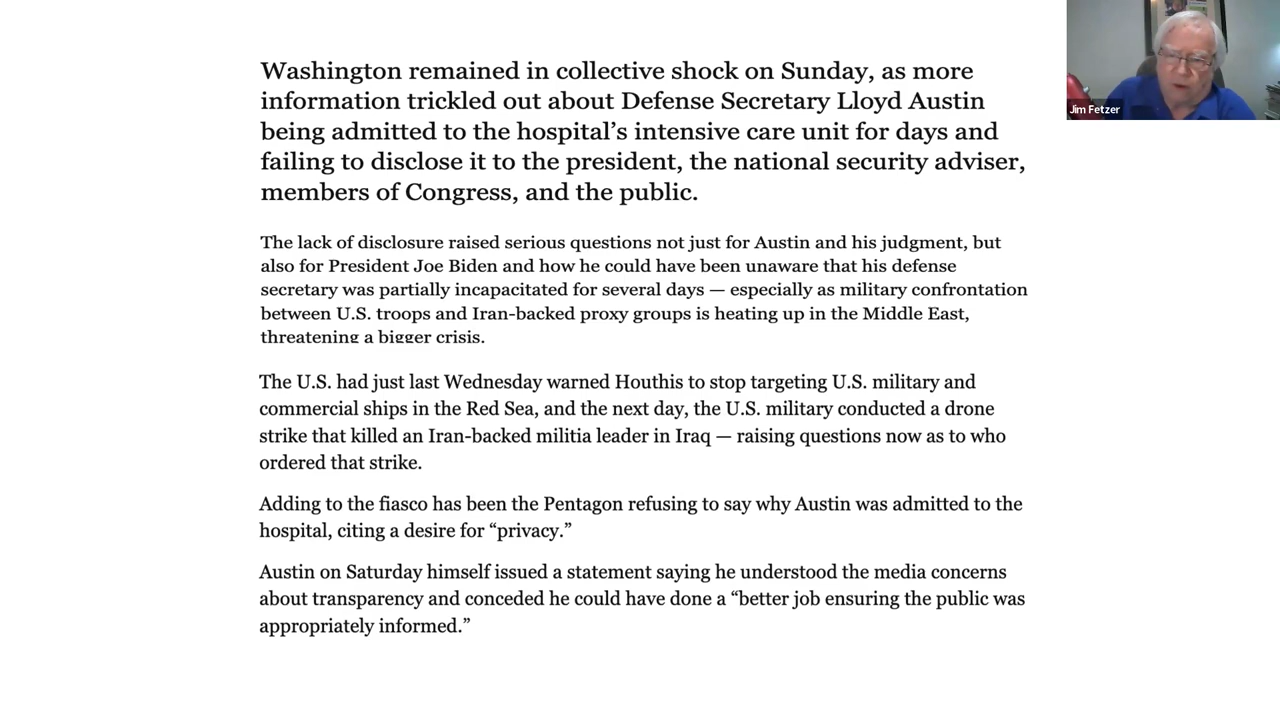 Washington remained in collective shock on Sunday, as more
information trickled out about Defense Secretary Lloyd Austin
being admitted to the hospital’s intensive care unit for days and
failing to disclose it to the president, the national security adviser,
members of Congress, and the public.
The lack of disclosure raised serious questions not just for Austin and his judgment, but
also for President Joe Biden and how he could have been unaware that his defense
secretary was partially incapacitated for several days — especially as military confrontation
between U.S. troops and Iran-backed proxy groups is heating up in the Middle East,
threatening a bigger crisis.
The U.S. had just last Wednesday warned Houthis to stop targeting U.S. military and
commercial ships in the Red Sea, and the next day, the U.S. military conducted a drone
strike that killed an Iran-backed militia leader in Iraq — raising questions now as to who
ordered that strike.
Adding to the fiasco has been the Pentagon refusing to say why Austin was admitted to the
hospital, citing a desire for “privacy.”
Austin on Saturday himself issued a statement saying he understood the media concerns
about transparency and conceded he could have done a “better job ensuring the public was
appropriately informed.”
Jim Fetzer